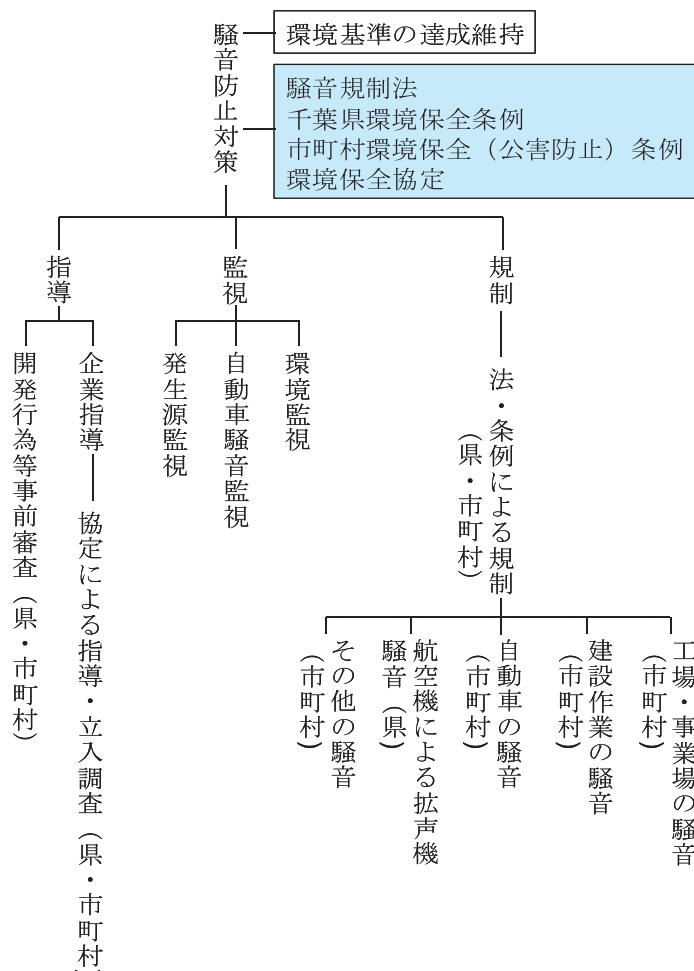 騒音防止対策
環境基準の達成維持
騒音規制法
千葉県環境保全条例
市町村環境保全（公害防止）条例
環境保全協定
規制
法・条例による規制
（県・市町村）
工場・事業場の騒音
（市町村）
建設作業の騒音
（市町村）
自動車の騒音
（市町村）
航空機による拡声機
騒音（県）
その他の騒音
（市町村）
監視
環境監視
自動車騒音監視
発生源監視
指導
企業指導
協定による指導・立入調査（県・市町村
開発行為等事前審査（県・市町村）